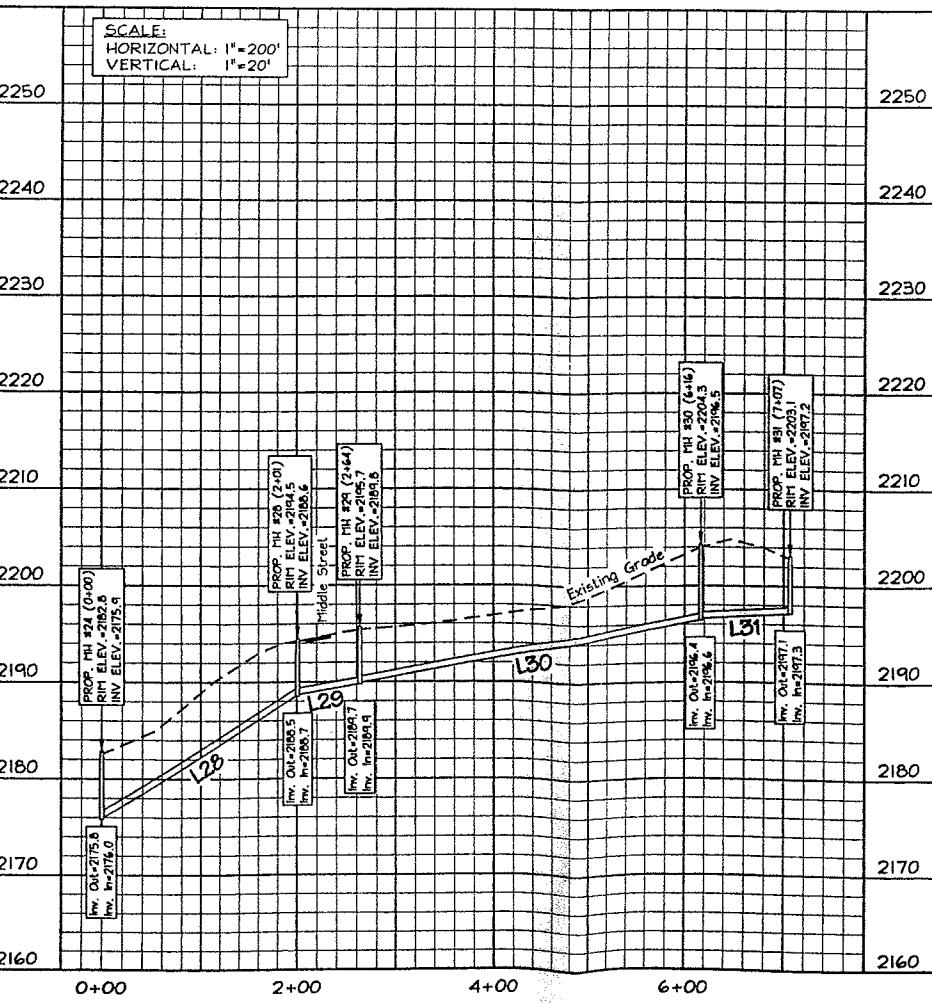 SCALE:
HORIZONTAL: 1"=200'
VERTICAL: 1"=20'
2250
2250
2240
2240
2230
2230
2220
2220
2210
2210
2200
2200
2190
2190
2180
2180
2170
2170
2160
2160
PROP. MH #24 (0+00)
RIM ELEV.=2182.8
INV ELEV.=2175.9
PROP. MH #28 (2+01)
RIM ELEV.=2194.5
INV ELEV.=2188.6
Middle Street
PROP. MH #29 (2+64)
RIM ELEV.=2195.7
INV ELEV.=2189.8
PROP. MH #30 (6+16)
RIM ELEV.=2204.3
INV ELEV.=2196.5
PROP. MH #31 (7+07)
RIM ELEV.=2203.1
INV ELEV.=2197.2
Existing Grade
L28
L29
L30
L31
Inv. Out=2175.8
Inv. In=2176.0
Inv. Out=2188.5
Inv. In=2188.7
Inv. Out=2189.7
Inv. In=2189.9
Inv. Out=2196.4
Inv. In=2196.6
Inv. Out=2197.1
Inv. In=2197.3
0+00
2+00
4+00
6+00